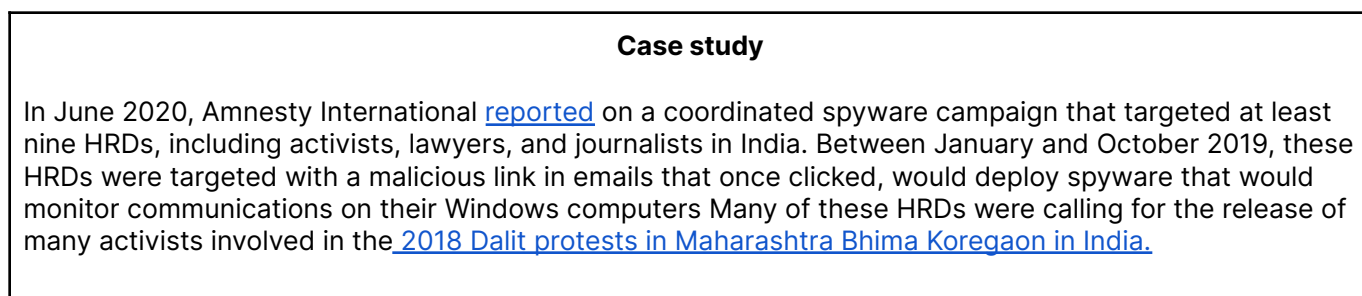 Case study
In June 2020, Amnesty International reported on a coordinated spyware campaign that targeted at least
nine HRDs, including activists, lawyers, and journalists in India. Between January and October 2019, these
HRDs were targeted with a malicious link in emails that once clicked, would deploy spyware that would
monitor communications on their Windows computers Many of these HRDs were calling for the release of
many activists involved in the 2018 Dalit protests in Maharashtra Bhima Koregaon in India.